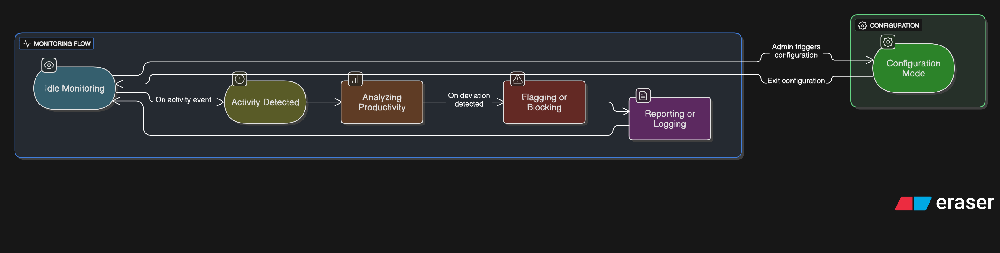 CONFIGURATION
MONITORING FLOW
Admin triggers
configuration
Configuration
Mode
Exit configuration
Idle Monitoring
On activity event
Activity Detected
Analyzing
Productivity
On deviation
detected
Flagging or
Blocking
Reporting or
Logging
eraser